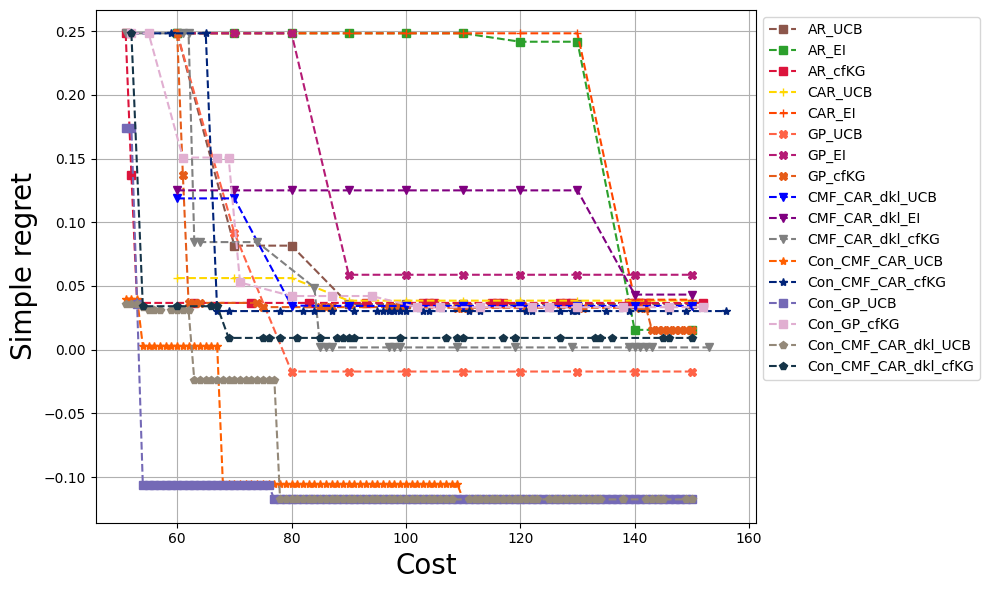 Simple regret
0.25
0.20
0.15
0.10
0.05
0.00
−0.05
−0.10
60
80
100
120
140
160
Cost
AR_UCB
AR_EI
AR_cfKG
CAR_UCB
CAR_EI
GP_UCB
GP_EI
GP_cfKG
CMF_CAR_dkl_UCB
CMF_CAR_dkl_EI
CMF_CAR_dkl_cfKG
Con_CMF_CAR_UCB
Con_CMF_CAR_cfKG
Con_GP_UCB
Con_GP_cfKG
Con_CMF_CAR_dkl_UCB
Con_CMF_CAR_dkl_cfKG